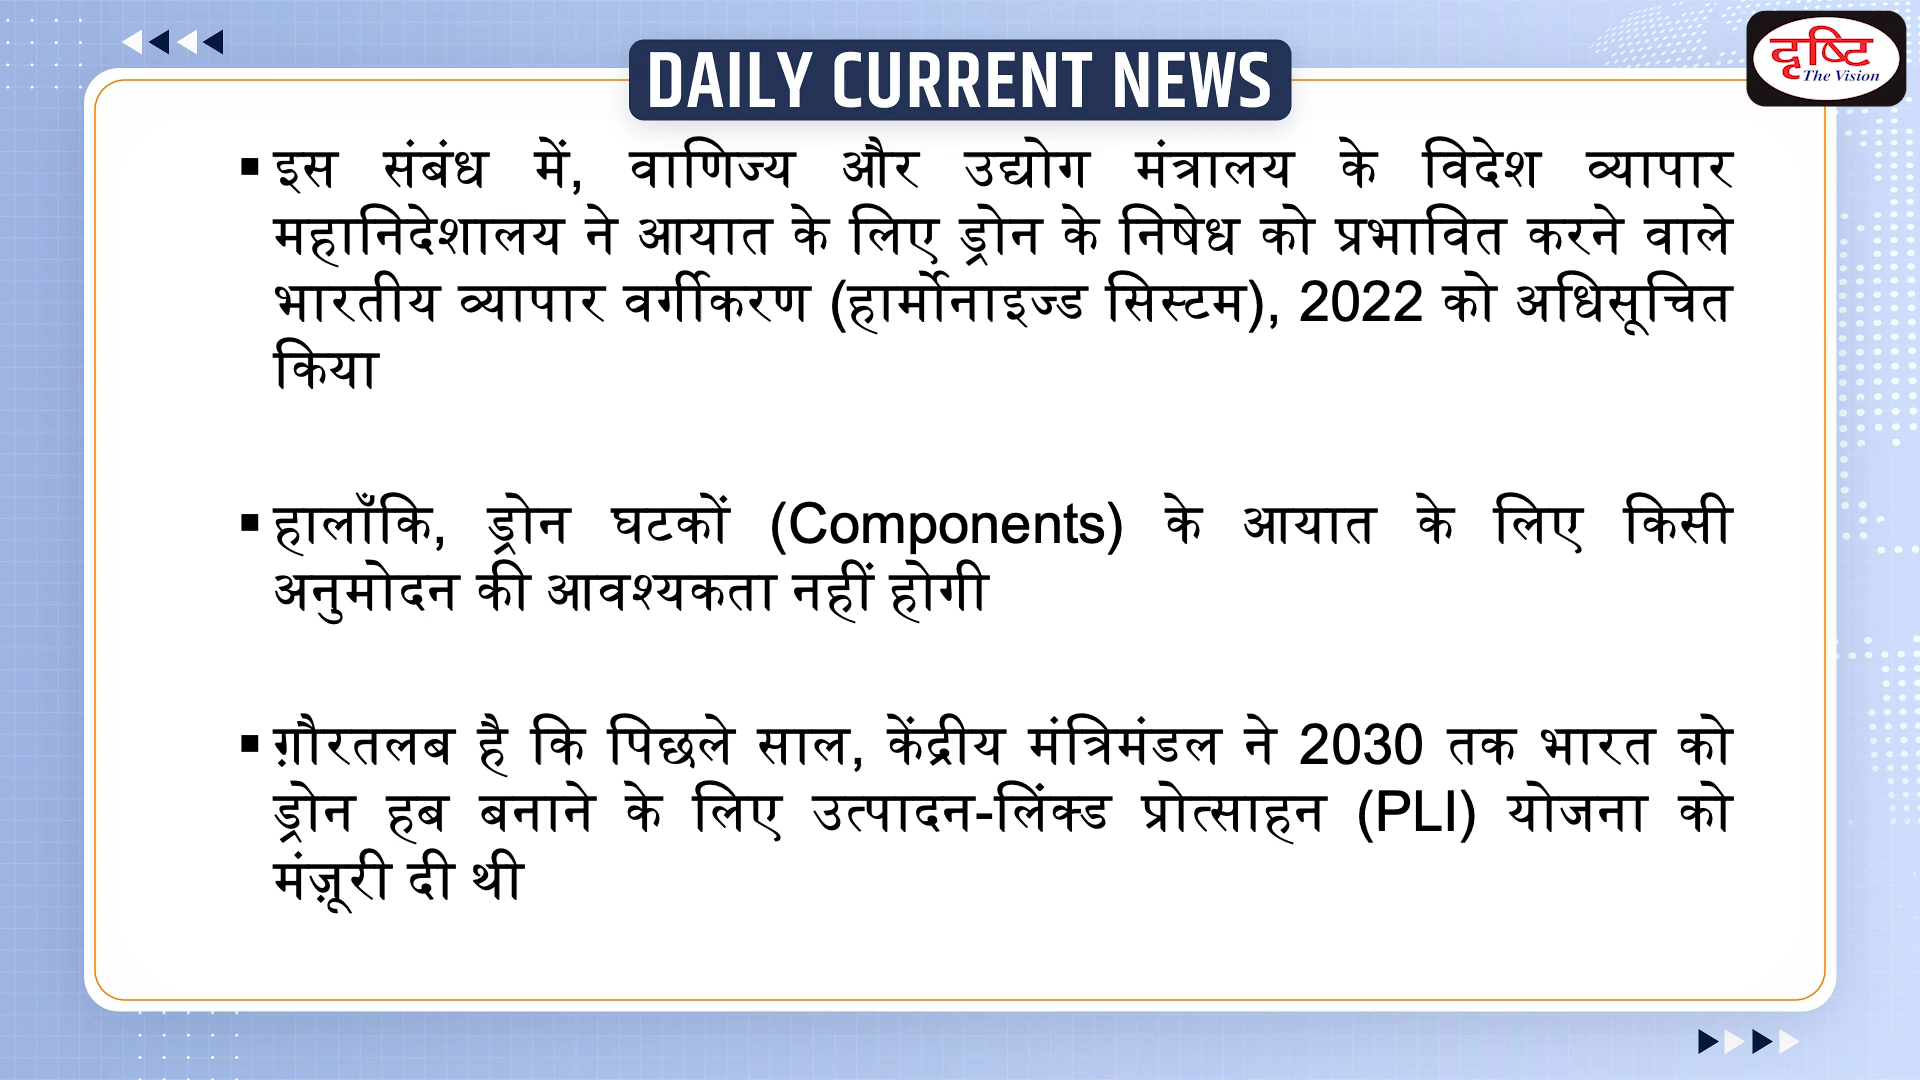 DAILY CURRENT NEWS
दृष्टि
The Vision
▪ इस संबंध में, वाणिज्य और उद्योग मंत्रालय के विदेश व्यापार
महानिदेशालय ने आयात के लिए ड्रोन के निषेध को प्रभावित करने वाले
भारतीय व्यापार वर्गीकरण (हार्मोनाइज्ड सिस्टम), 2022 को अधिसूचित
किया
▪ हालाँकि, ड्रोन घटकों (Components) के आयात के लिए किसी
अनुमोदन की आवश्यकता नहीं होगी
▪ ग़ौरतलब है कि पिछले साल, केंद्रीय मंत्रिमंडल ने 2030 तक भारत को
ड्रोन हब बनाने के लिए उत्पादन-लिंक्ड प्रोत्साहन (PLI) योजना को
मंज़ूरी दी थी